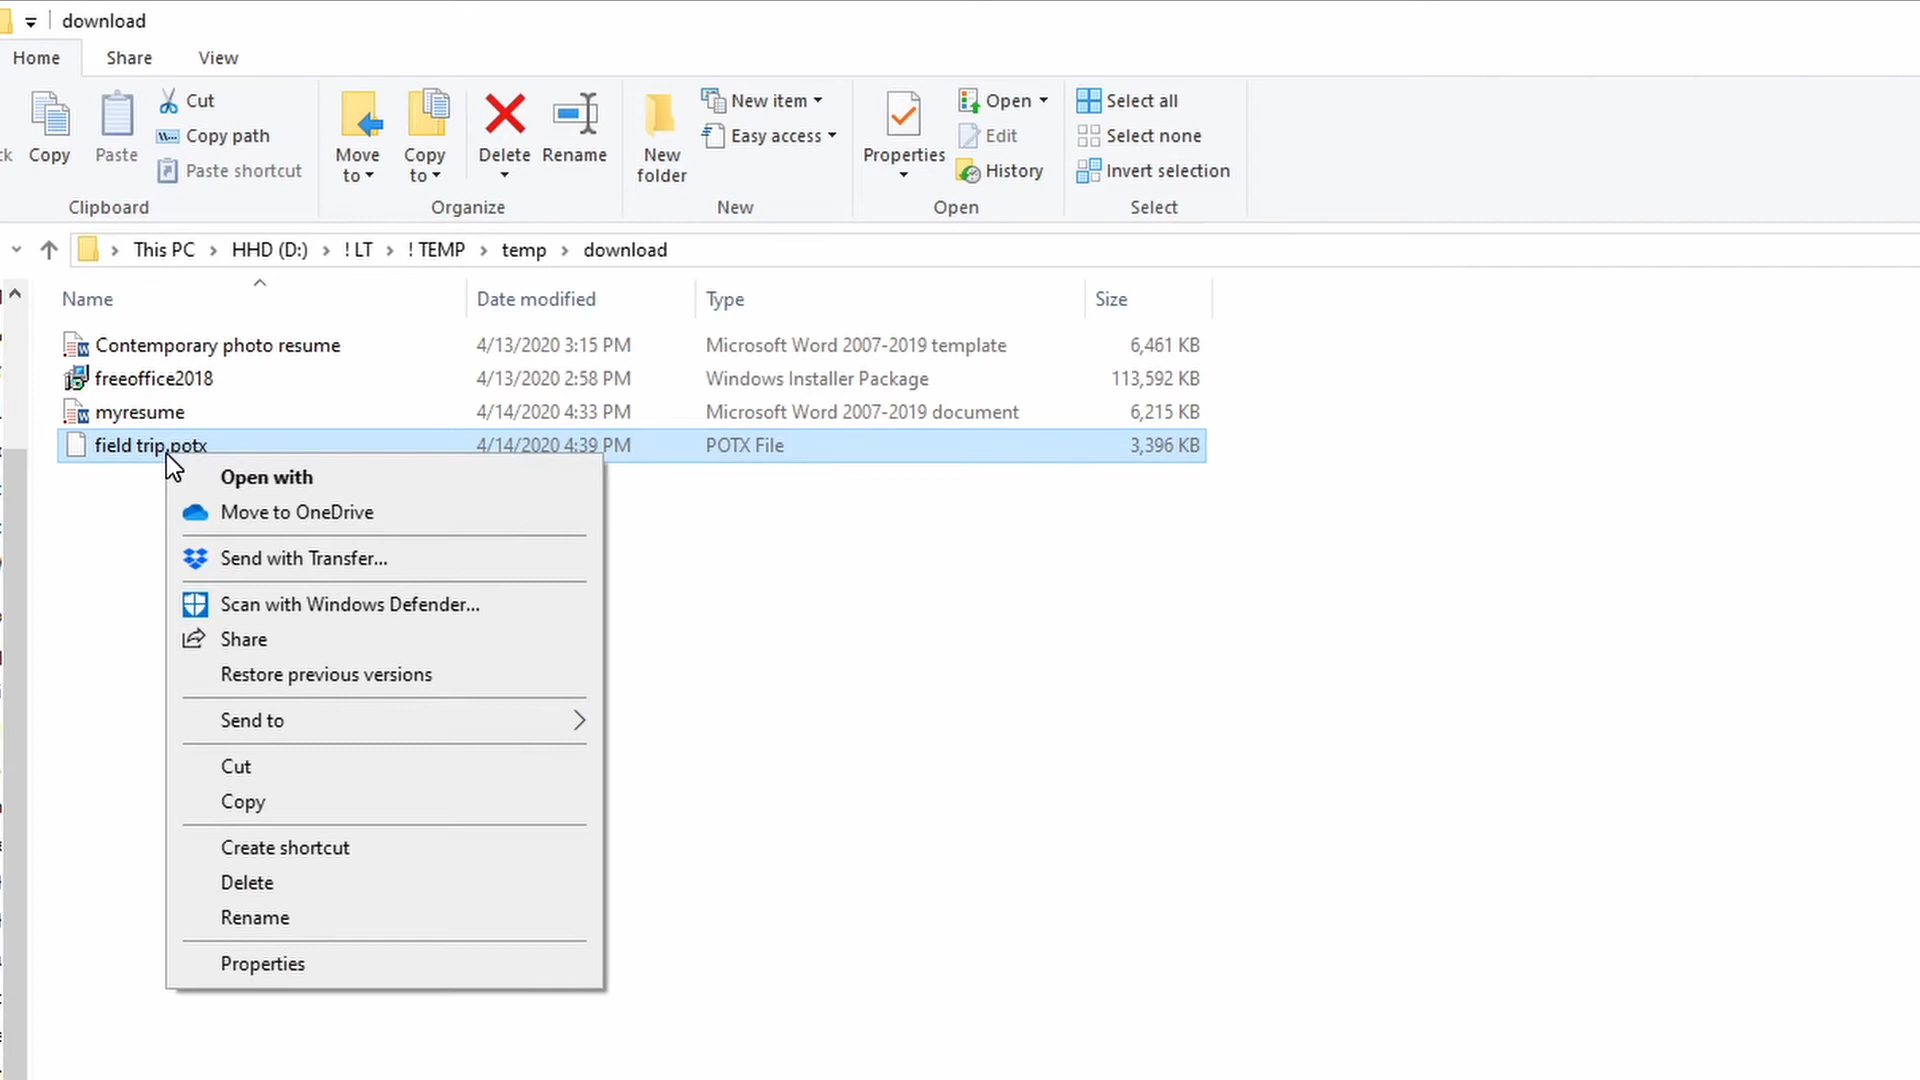 download
Home Share View
Copy
Paste
Cut
Copy path
Paste shortcut
Clipboard
Move to
Copy to
Delete
Rename
Organize
New folder
New item
Easy access
New
Properties
Open
Edit
History
Open
Select all
Select none
Invert selection
Select
This PC > HHD (D:) > ! LT > ! TEMP > temp > download
Name Date modified Type Size
Contemporary photo resume 4/13/2020 3:15 PM Microsoft Word 2007-2019 template 6,461 KB
freeoffice2018 4/13/2020 2:58 PM Windows Installer Package 113,592 KB
myresume 4/14/2020 4:33 PM Microsoft Word 2007-2019 document 6,215 KB
field trip.potx 4/14/2020 4:39 PM POTX File 3,396 KB
Open with
Move to OneDrive
Send with Transfer...
Scan with Windows Defender...
Share
Restore previous versions
Send to
Cut
Copy
Create shortcut
Delete
Rename
Properties